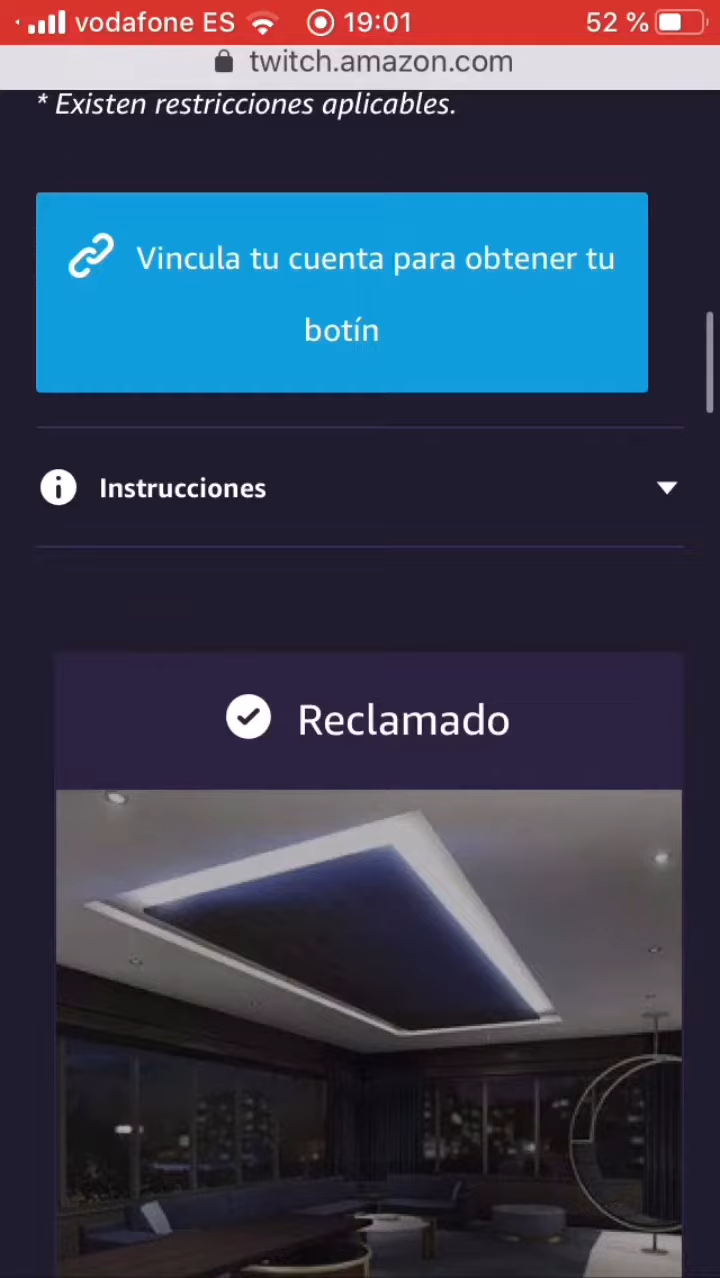 vodafone ES 19:01 52 %
twitch.amazon.com
* Existen restricciones aplicables.
Vincula tu cuenta para obtener tu
botín
Instrucciones
Reclamado